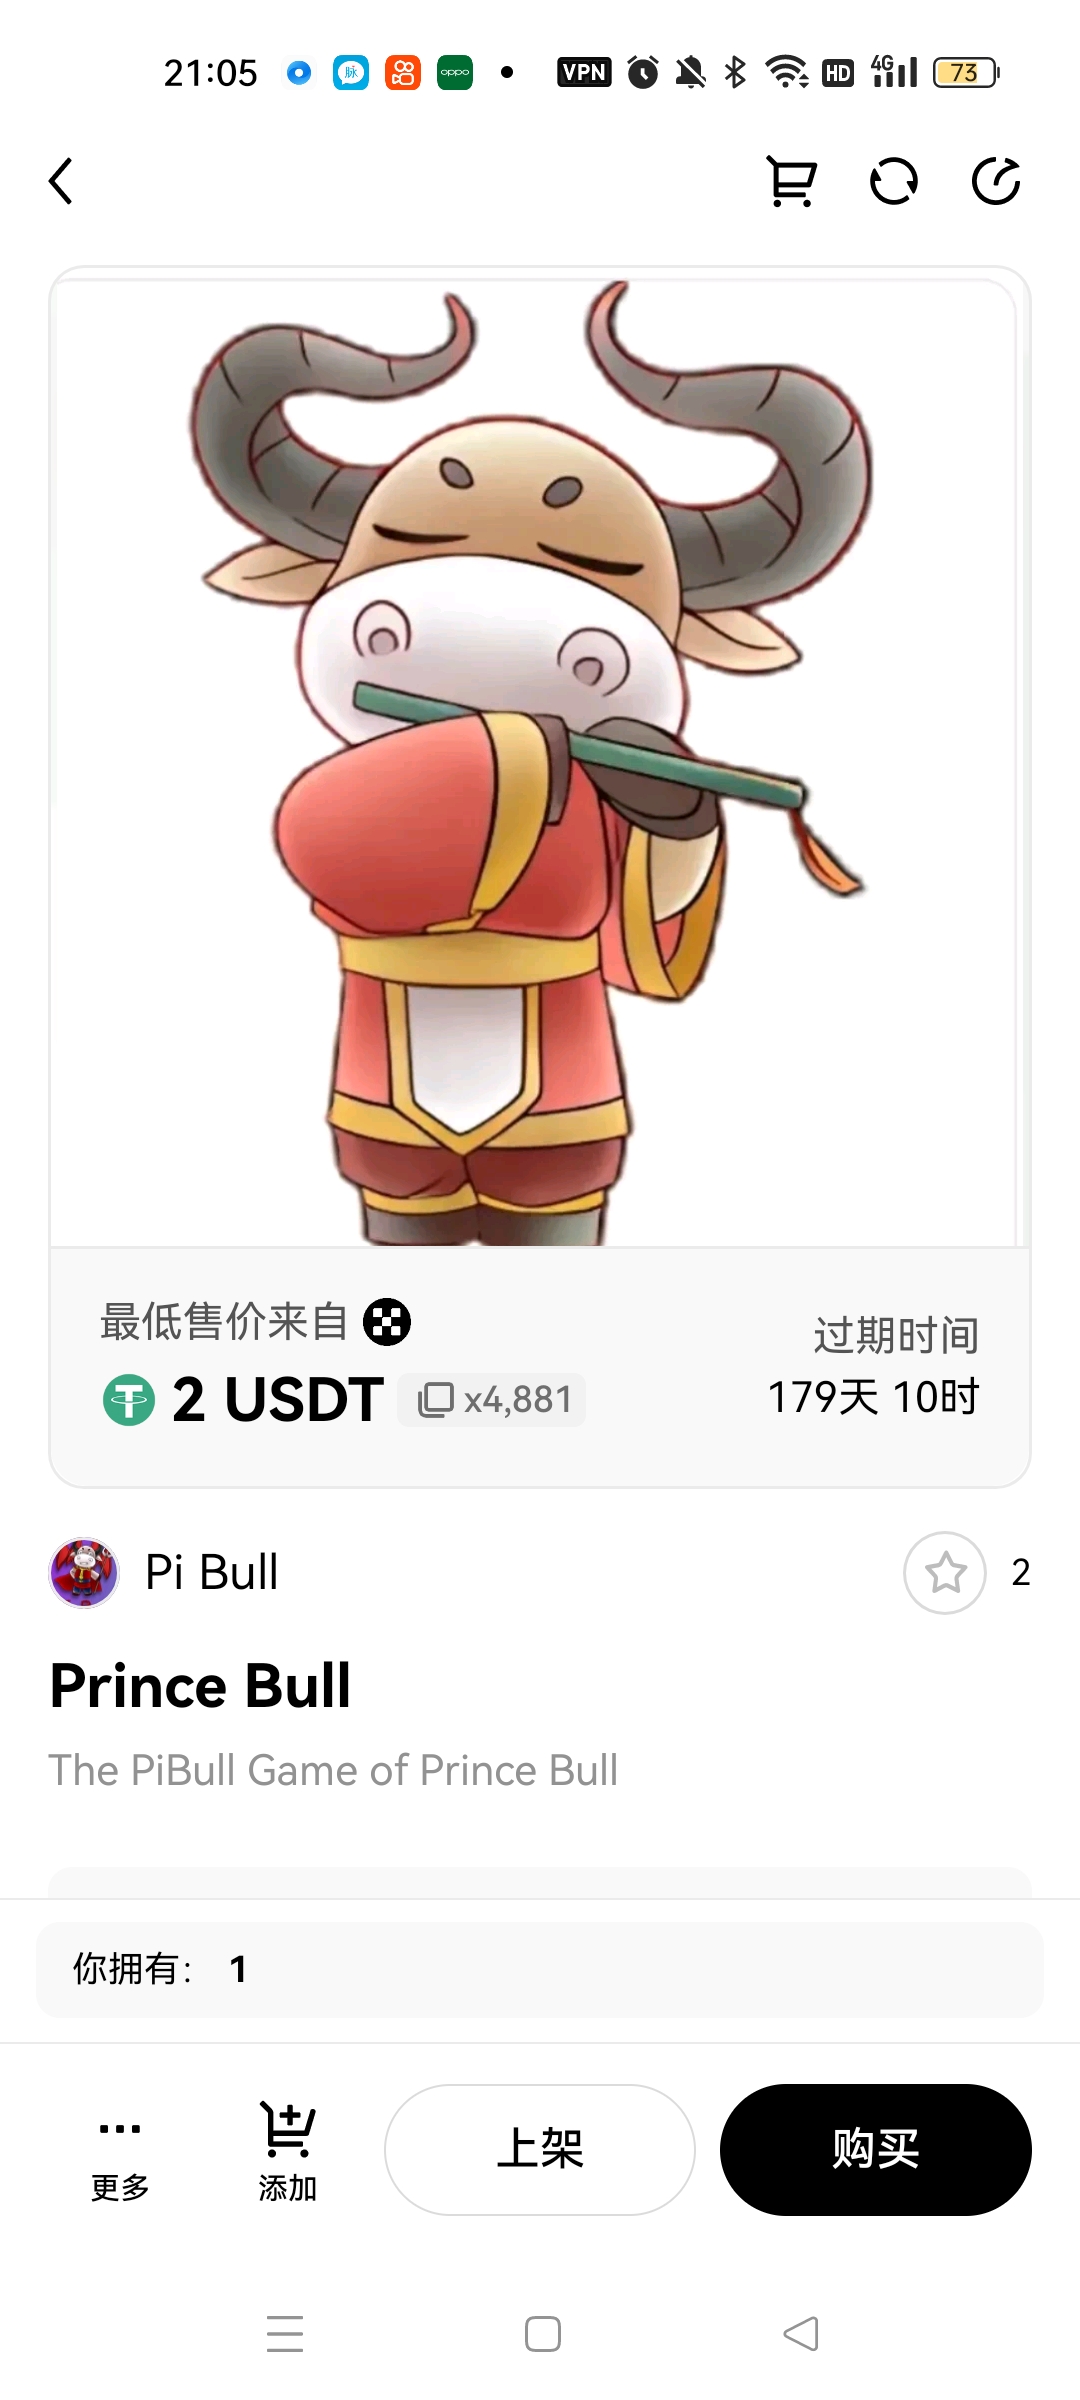 21:05 脉 oppo VPN HD 4G 73
最低售价来自
2 USDT x4,881
过期时间
179天 10时
Pi Bull 2
Prince Bull
The PiBull Game of Prince Bull
你拥有: 1
更多 添加 上架 购买